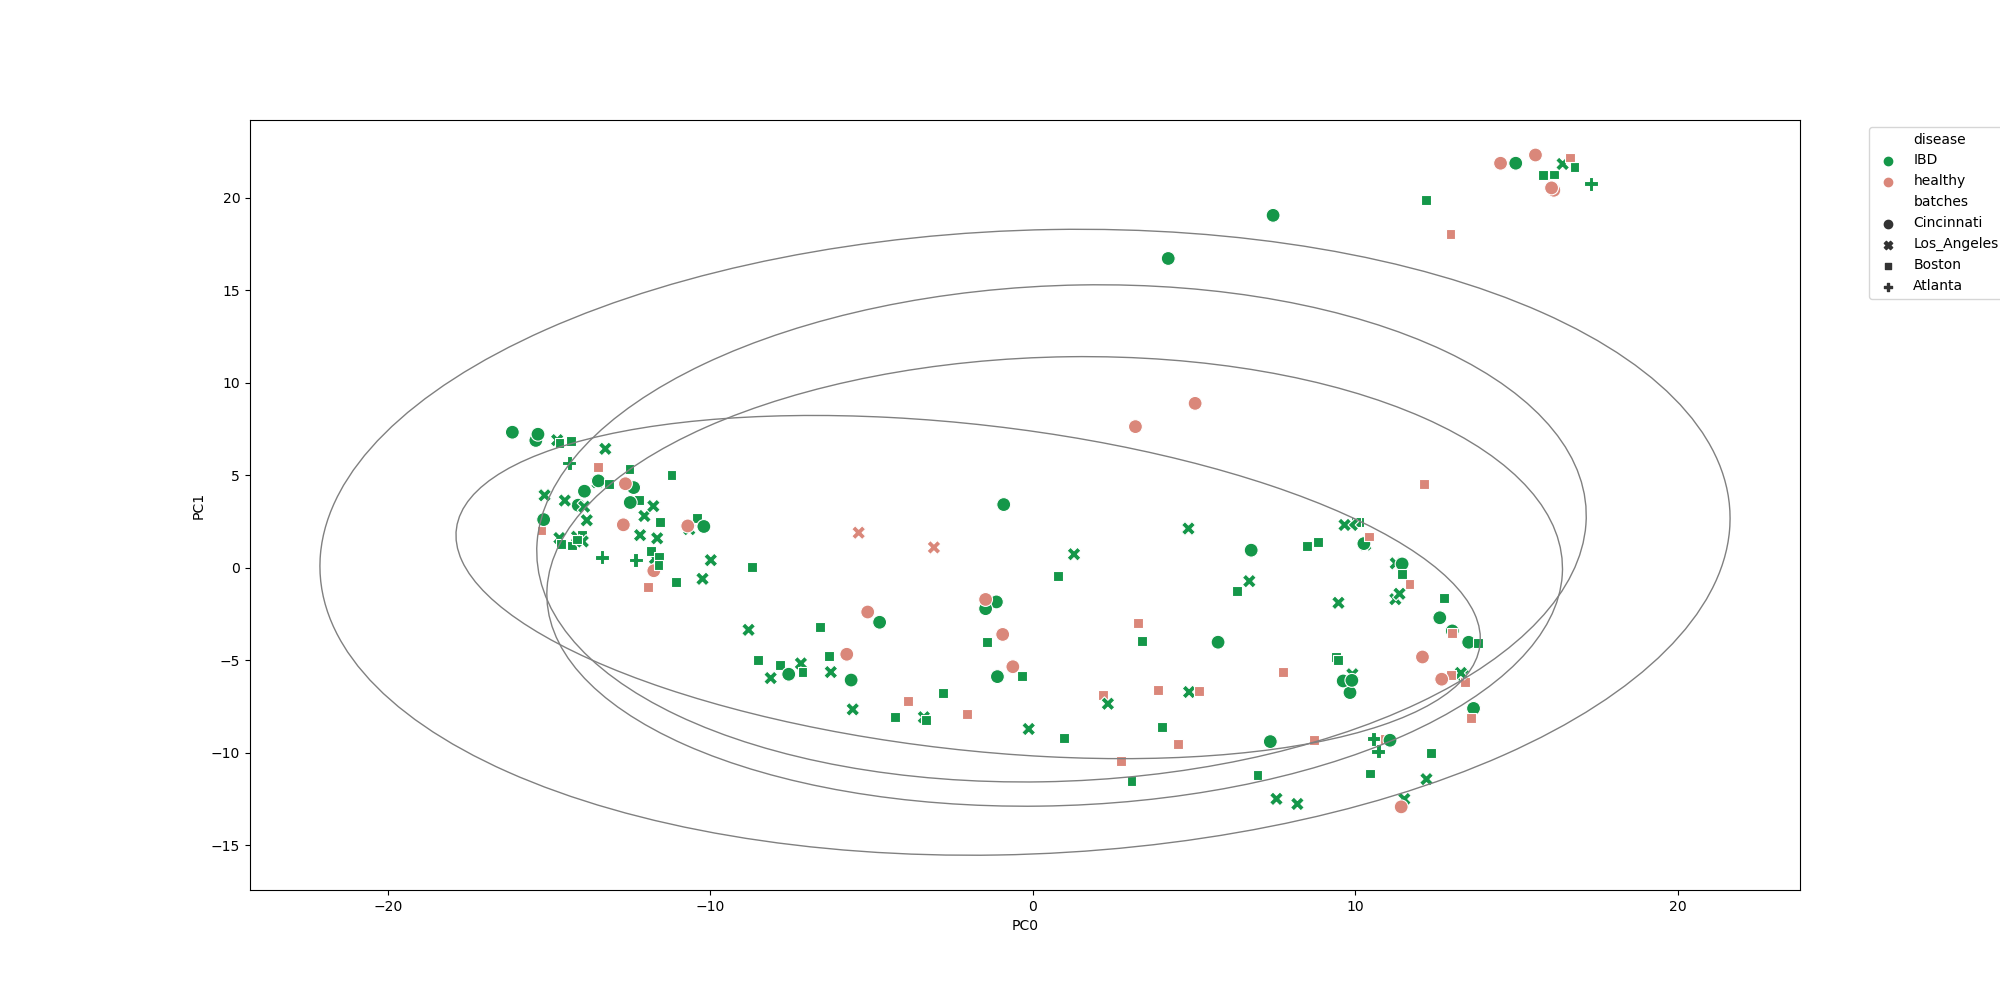 disease
IBD
healthy
batches
Cincinnati
Los_Angeles
Boston
Atlanta
20
15
10
5
0
−5
−10
−15
PC1
−20
−10
0
10
20
PC0